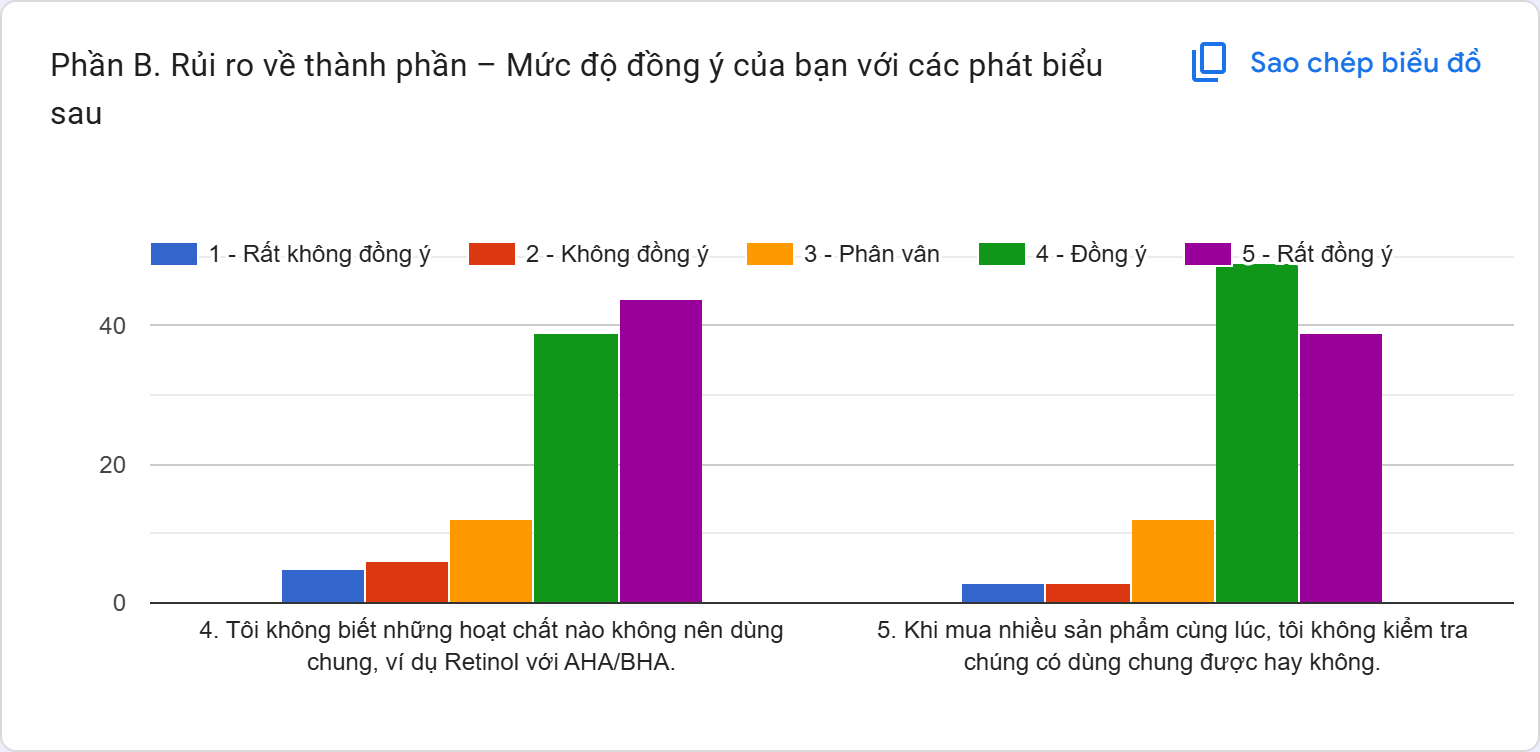 Phần B. Rủi ro về thành phần – Mức độ đồng ý của bạn với các phát biểu
sau
Sao chép biểu đồ
1 - Rất không đồng ý
2 - Không đồng ý
3 - Phân vân
4 - Đồng ý
5 - Rất đồng ý
40
20
0
4. Tôi không biết những hoạt chất nào không nên dùng
chung, ví dụ Retinol với AHA/BHA.
5. Khi mua nhiều sản phẩm cùng lúc, tôi không kiểm tra
chúng có dùng chung được hay không.